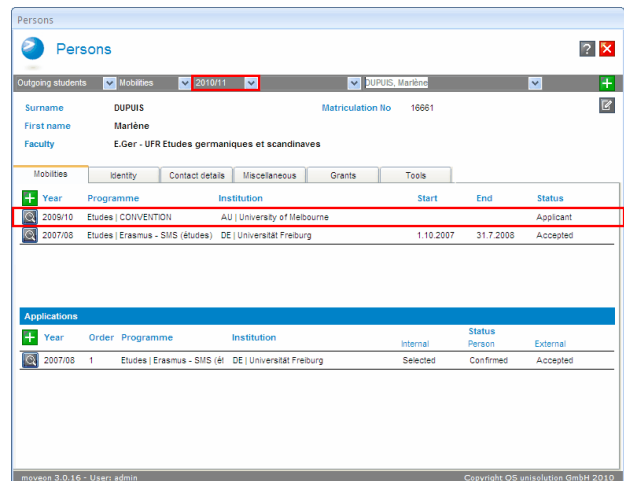 Persons
Persons
?
Outgoing students Mobilities 2010/11 DUPUIS, Marlène
Surname DUPUIS Matriculation No 16661
First name Marlène
Faculty E.Ger - UFR Etudes germaniques et scandinaves
Mobilities Identity Contact details Miscellaneous Grants Tools
Year Programme Institution Start End Status
2009/10 Etudes | CONVENTION AU | University of Melbourne Applicant
2007/08 Etudes | Erasmus - SMS (études) DE | Universität Freiburg 1.10.2007 31.7.2008 Accepted
Applications
Year Order Programme Institution Status
Internal Person External
2007/08 1 Etudes | Erasmus - SMS (ét DE | Universität Freiburg Selected Confirmed Accepted
moveon 3.0.16 - User: admin Copyright QS unisolution GmbH 2010